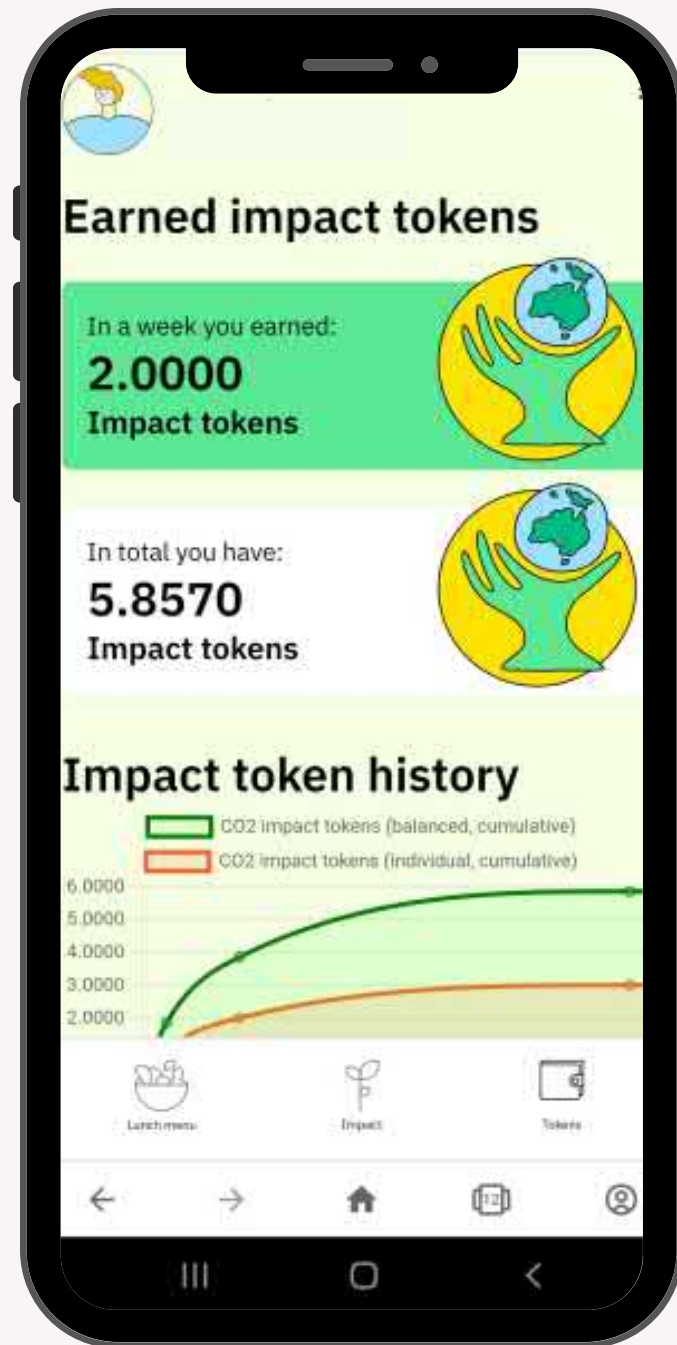 Earned impact tokens
In a week you earned:
2.0000
Impact tokens
In total you have:
5.8570
Impact tokens
Impact token history
CO2 impact tokens (balanced, cumulative)
CO2 impact tokens (individual, cumulative)
6.0000
5.0000
4.0000
3.0000
2.0000
Lunch menu
Impact
Tokens
12